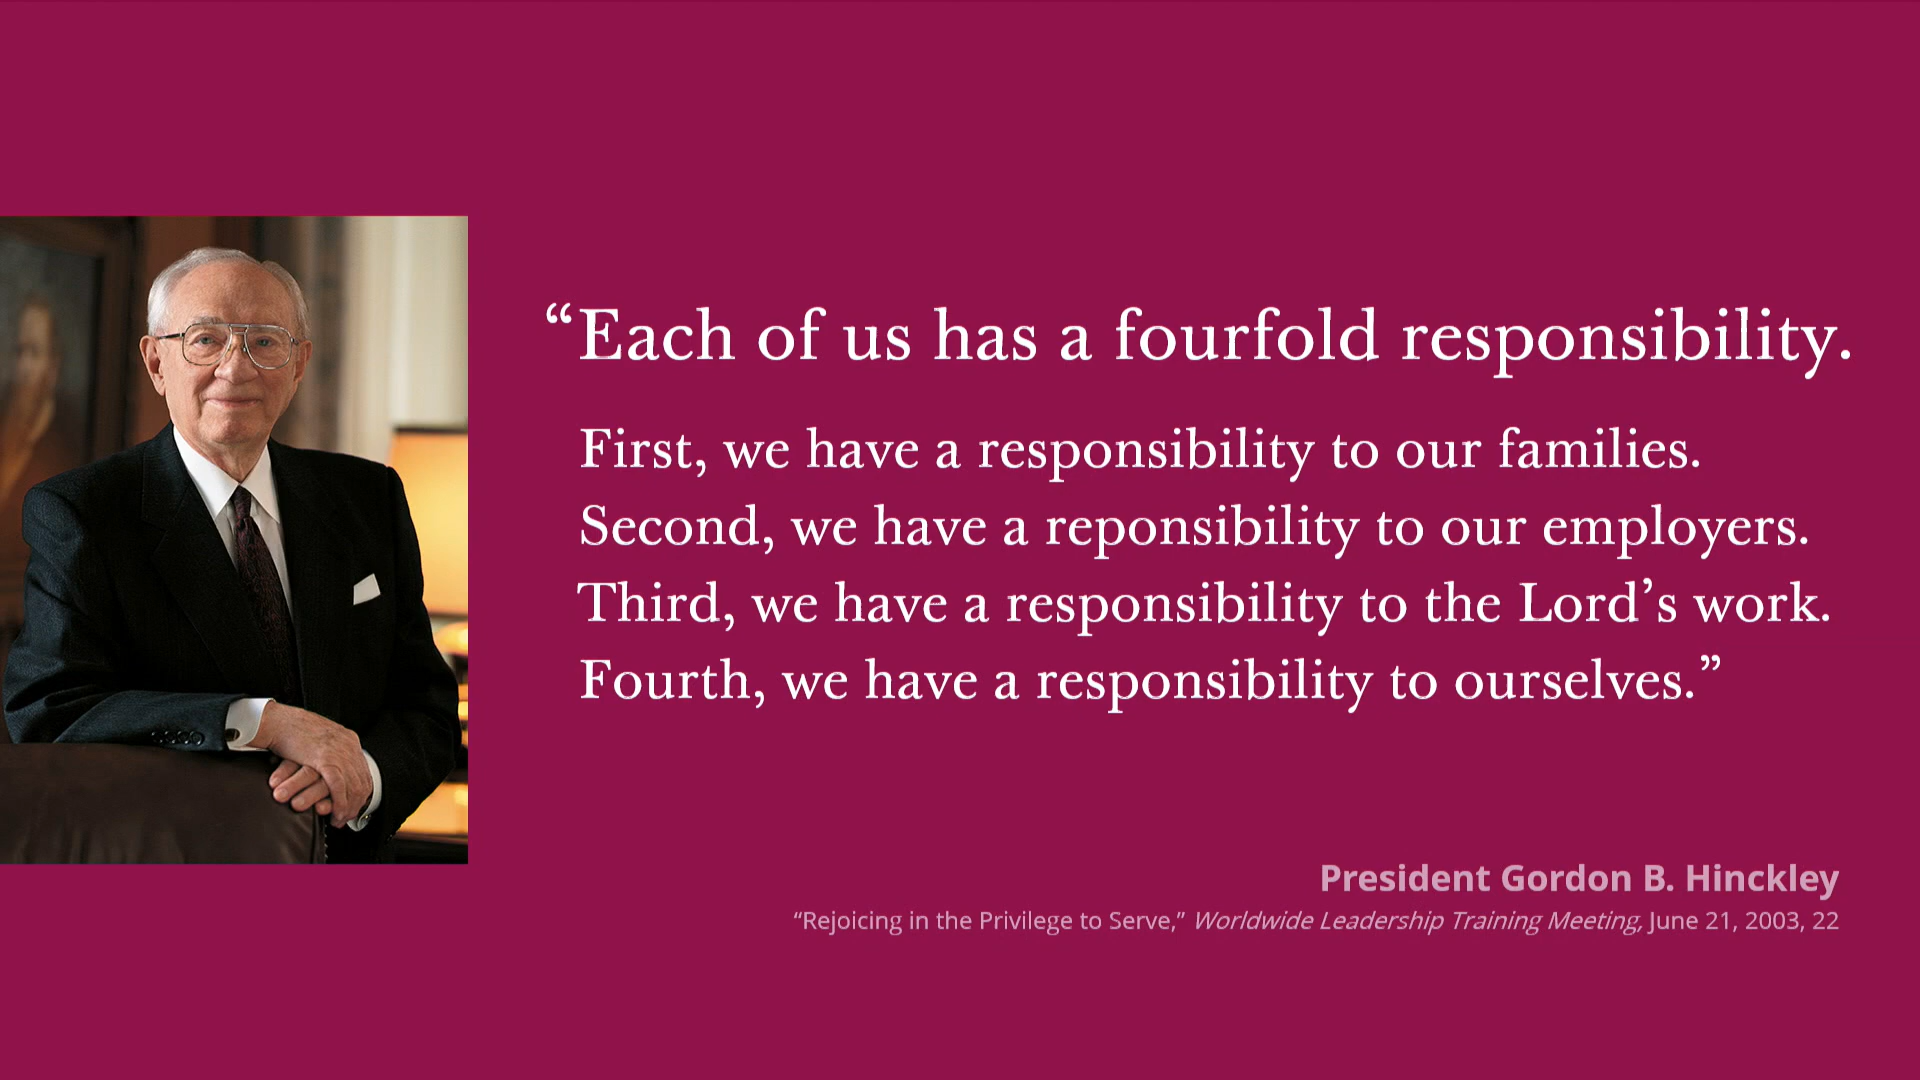 “Each of us has a fourfold responsibility.
First, we have a responsibility to our families.
Second, we have a reponsibility to our employers.
Third, we have a responsibility to the Lord’s work.
Fourth, we have a responsibility to ourselves.”
President Gordon B. Hinckley
“Rejoicing in the Privilege to Serve,” Worldwide Leadership Training Meeting, June 21, 2003, 22